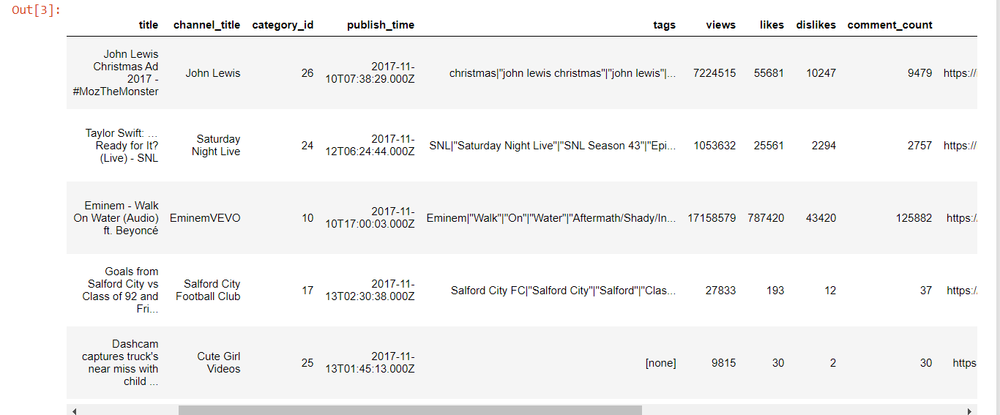 Out[3]:
title channel_title category_id publish_time tags views likes dislikes comment_count
John Lewis
Christmas Ad
2017 -
#MozTheMonster
John Lewis
26
2017-11-
10T07:38:29.000Z
christmas|"john lewis christmas"|"john lewis"|...
7224515
55681
10247
9479
https://
Taylor Swift: …
Ready for It?
(Live) - SNL
Saturday
Night Live
24
2017-11-
12T06:24:44.000Z
SNL|"Saturday Night Live"|"SNL Season 43"|"Epi...
1053632
25561
2294
2757
https://
Eminem - Walk
On Water (Audio)
ft. Beyoncé
EminemVEVO
10
2017-11-
10T17:00:03.000Z
Eminem|"Walk"|"On"|"Water"|"Aftermath/Shady/In...
17158579
787420
43420
125882
https:/
Goals from
Salford City vs
Class of 92 and
Fri...
Salford City
Football Club
17
2017-11-
13T02:30:38.000Z
Salford City FC|"Salford City"|"Salford"|"Clas...
27833
193
12
37
https:/
Dashcam
captures truck's
near miss with
child ...
Cute Girl
Videos
25
2017-11-
13T01:45:13.000Z
[none]
9815
30
2
30
https